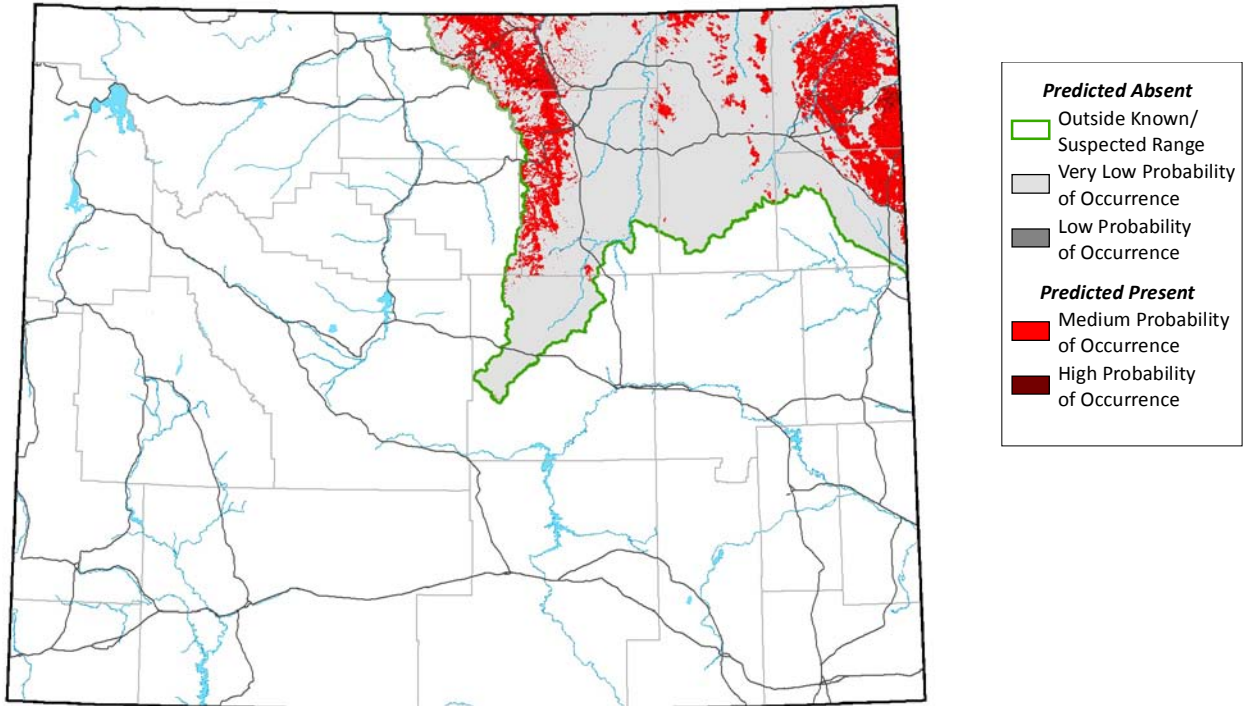 Predicted Absent
Outside Known/
Suspected Range
Very Low Probability
of Occurrence
Low Probability
of Occurrence
Predicted Present
Medium Probability
of Occurrence
High Probability
of Occurrence